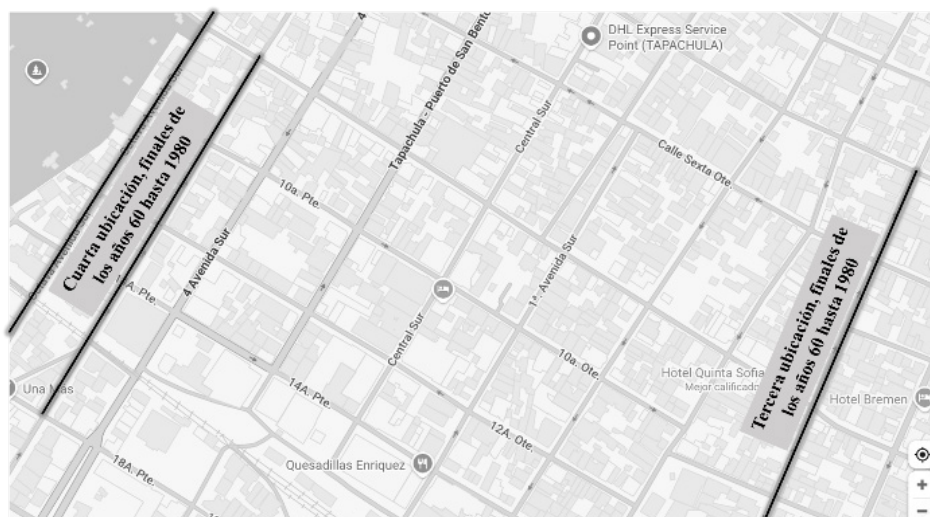 DHL Express Service
Point (TAPACHULA)
Tapachula - Puerto de San Benito
Central Sur
Calle Sexta Ote.
10a. Pte.
Cuarta ubicación, finales de
los años 60 hasta 1980
4 Avenida Sur
1ª. Avenida Sur
Tercera ubicación, finales de
los años 60 hasta 1980
A. Pte.
Central Sur
10a. Ote.
Hotel Quinta Sofia
Mejor calificado
Una Mas
14A. Pte.
Hotel Bremen
12A. Ote.
18A. Pte.
Quesadillas Enriquez